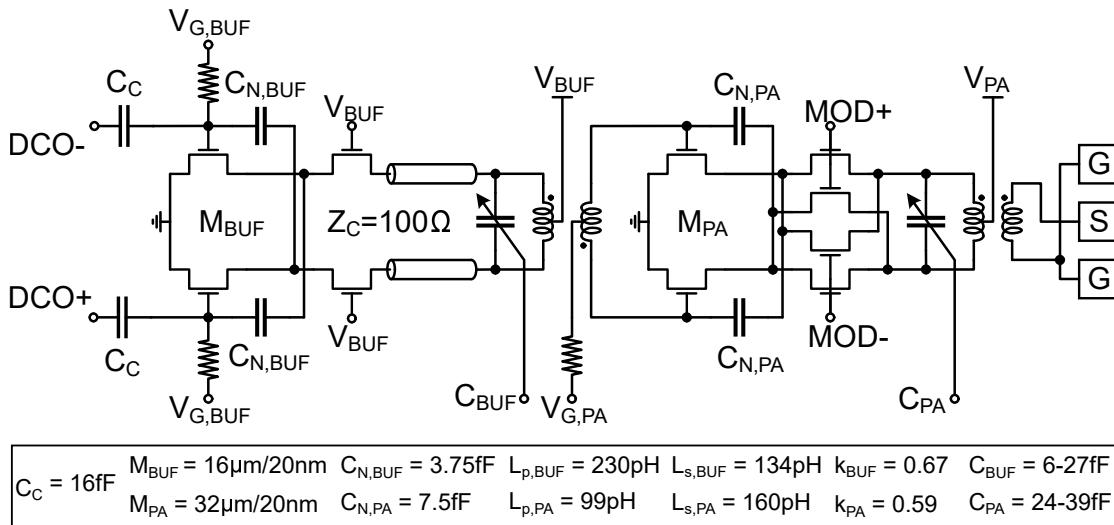 V_G,BUF
C_C
C_N,BUF
DCO-
V_BUF
M_BUF
Z_C=100Ω
DCO+
C_C
C_N,BUF
V_BUF
V_G,BUF
V_BUF
C_BUF
V_G,PA
C_N,PA
MOD+
M_PA
C_N,PA
MOD-
V_PA
C_PA
G
S
G
C_C = 16fF
M_BUF = 16μm/20nm C_N,BUF = 3.75fF L_p,BUF = 230pH L_s,BUF = 134pH k_BUF = 0.67 C_BUF = 6-27fF
M_PA = 32μm/20nm C_N,PA = 7.5fF L_p,PA = 99pH L_s,PA = 160pH k_PA = 0.59 C_PA = 24-39fF